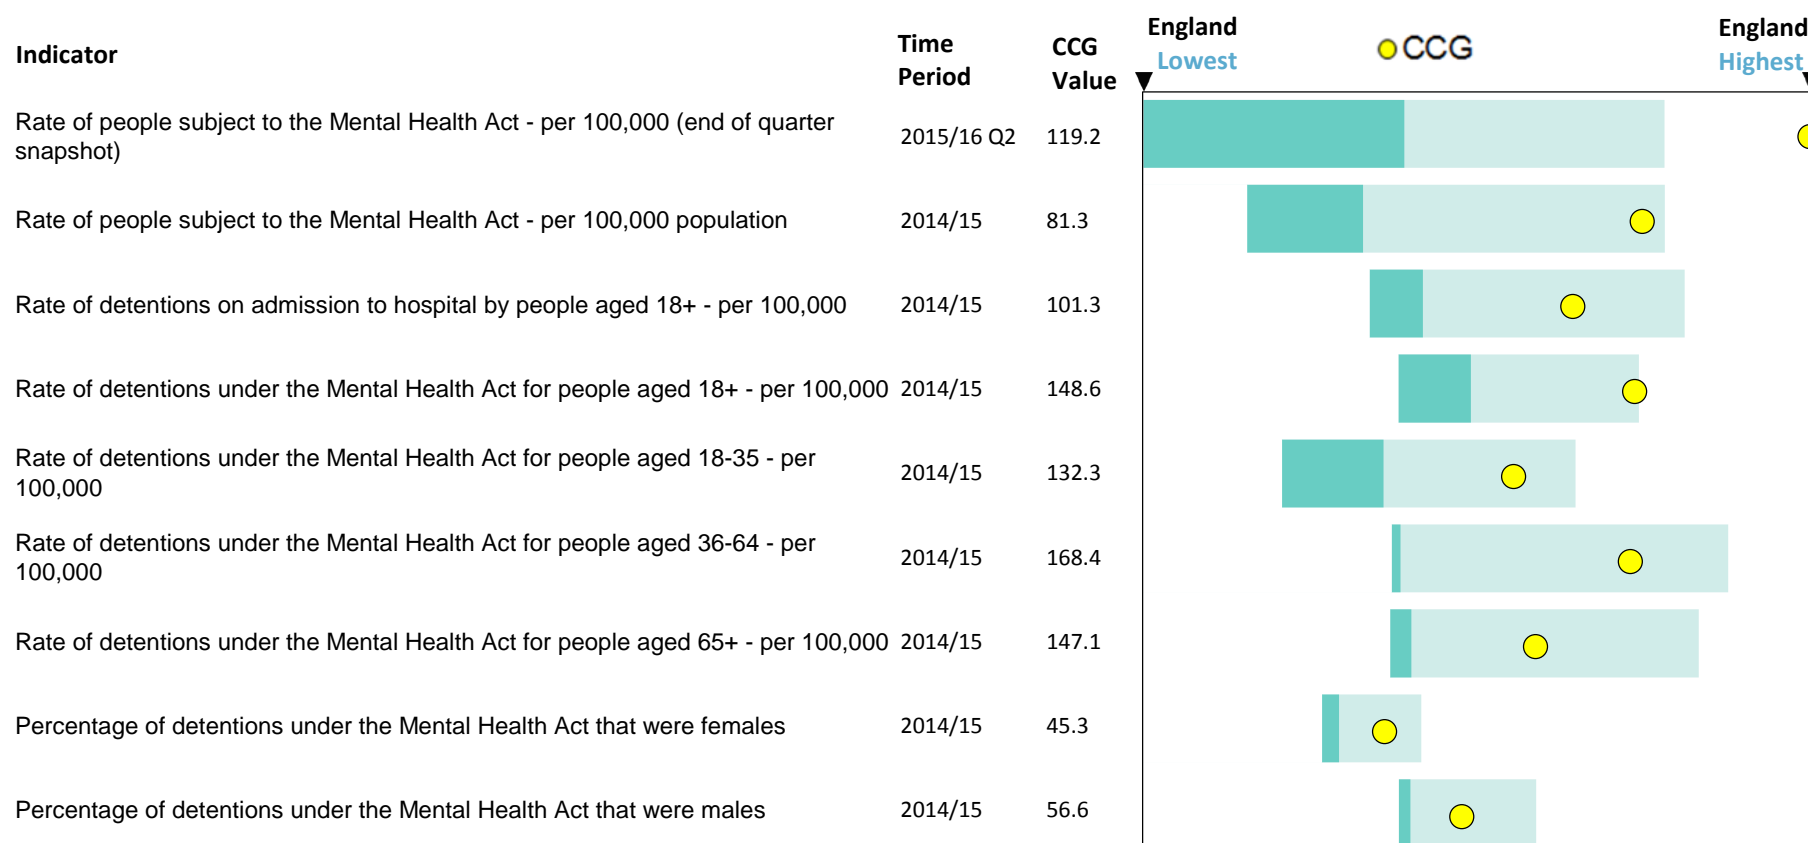 Indicator
Time Period
CCG Value
England Lowest
CCG
England Highest
Rate of people subject to the Mental Health Act - per 100,000 (end of quarter
snapshot)
2015/16 Q2
119.2
Rate of people subject to the Mental Health Act - per 100,000 population
2014/15
81.3
Rate of detentions on admission to hospital by people aged 18+ - per 100,000
2014/15
101.3
Rate of detentions under the Mental Health Act for people aged 18+ - per 100,000
2014/15
148.6
Rate of detentions under the Mental Health Act for people aged 18-35 - per
100,000
2014/15
132.3
Rate of detentions under the Mental Health Act for people aged 36-64 - per
100,000
2014/15
168.4
Rate of detentions under the Mental Health Act for people aged 65+ - per 100,000
2014/15
147.1
Percentage of detentions under the Mental Health Act that were females
2014/15
45.3
Percentage of detentions under the Mental Health Act that were males
2014/15
56.6